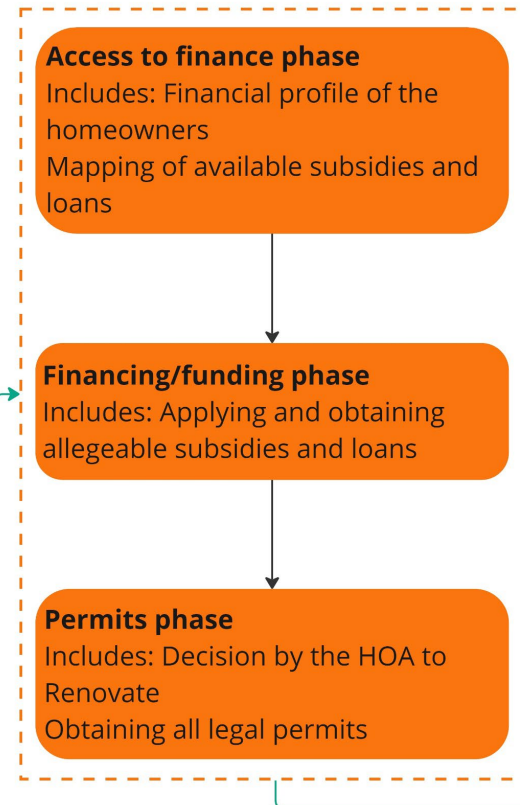 Access to finance phase
Includes: Financial profile of the
homeowners
Mapping of available subsidies and
loans
Financing/funding phase
Includes: Applying and obtaining
allegeable subsidies and loans
Permits phase
Includes: Decision by the HOA to
Renovate
Obtaining all legal permits